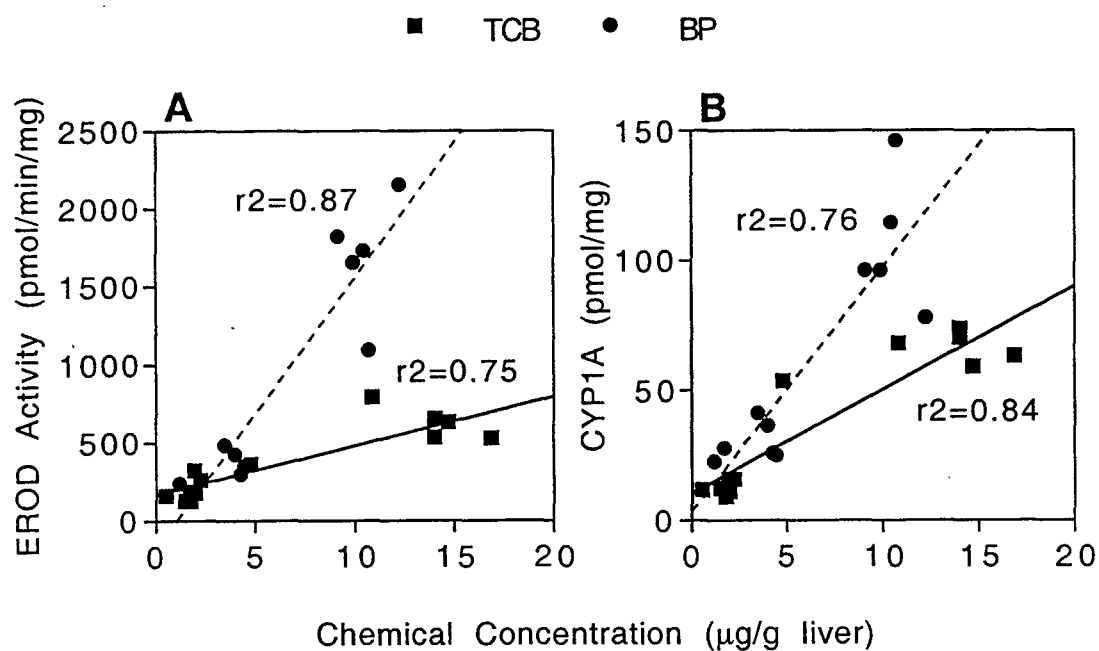 TCB BP
A
B
EROD Activity (pmol/min/mg)
2500
2000
1500
1000
500
0
r2=0.87
r2=0.75
0 5 10 15 20
CYP1A (pmol/mg)
150
100
50
0
r2=0.76
r2=0.84
0 5 10 15 20
Chemical Concentration (μg/g liver)